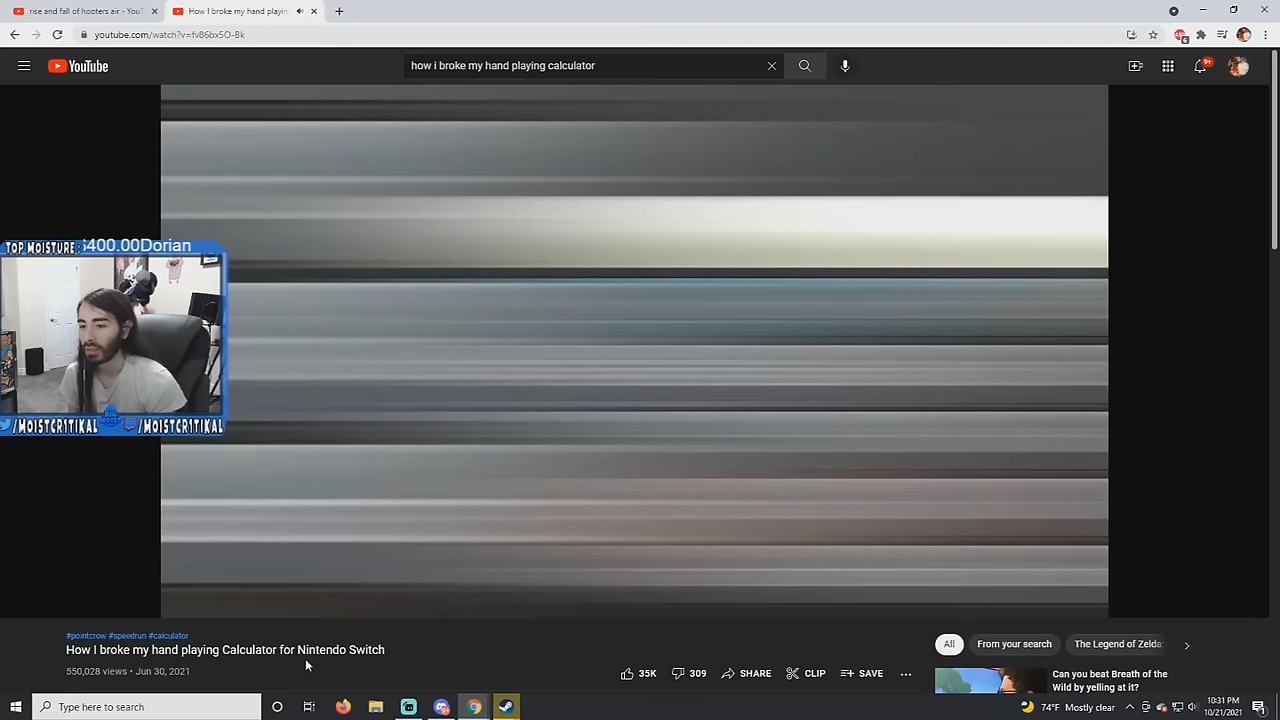 rise and fall of hooters air - YouT
How I broke my hand playin
youtube.com/watch?v=fv86bx5O-Bk
YouTube
how i broke my hand playing calculator
9+
TOP MOISTURE: $400.00Dorian
/MOISTCR1TIKAL
/MOISTCR1TIKAL
#pointcrow #speedrun #calculator
How I broke my hand playing Calculator for Nintendo Switch
550,028 views • Jun 30, 2021
35K
309
SHARE
CLIP
SAVE
All
From your search
The Legend of Zelda:
Can you beat Breath of the
Wild by yelling at it?
Type here to search
74°F Mostly clear
10:31 PM
10/21/2021